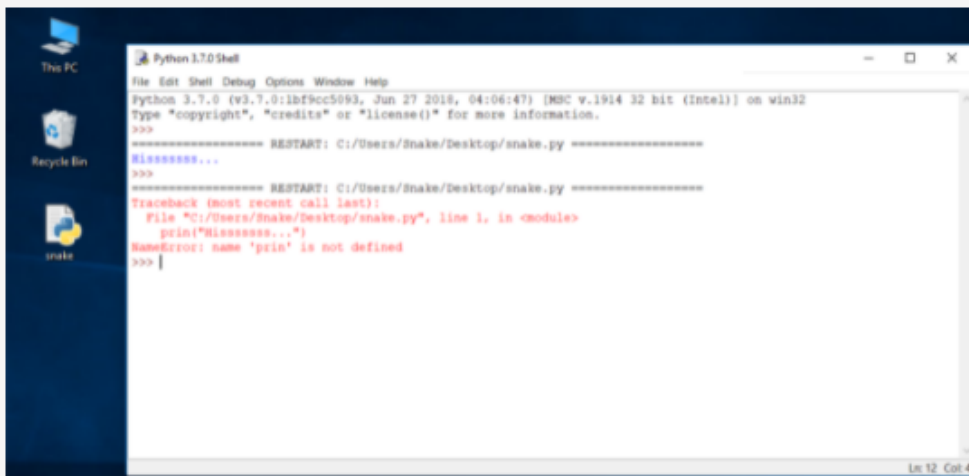 This PC
Recycle Bin
snake
Python 3.7.0 Shell
File Edit Shell Debug Options Window Help
Python 3.7.0 (v3.7.0:1bf9cc5093, Jun 27 2018, 04:06:47) [MSC v.1914 32 bit (Intel)] on win32
Type "copyright", "credits" or "license()" for more information.
>>>
================== RESTART: C:/Users/Snake/Desktop/snake.py ==================
Hisssssss...
>>>
================== RESTART: C:/Users/Snake/Desktop/snake.py ==================
Traceback (most recent call last):
  File "C:/Users/Snake/Desktop/snake.py", line 1, in <module>
    prin("Hisssssss...")
NameError: name 'prin' is not defined
>>>
Ln: 12 Col: 4